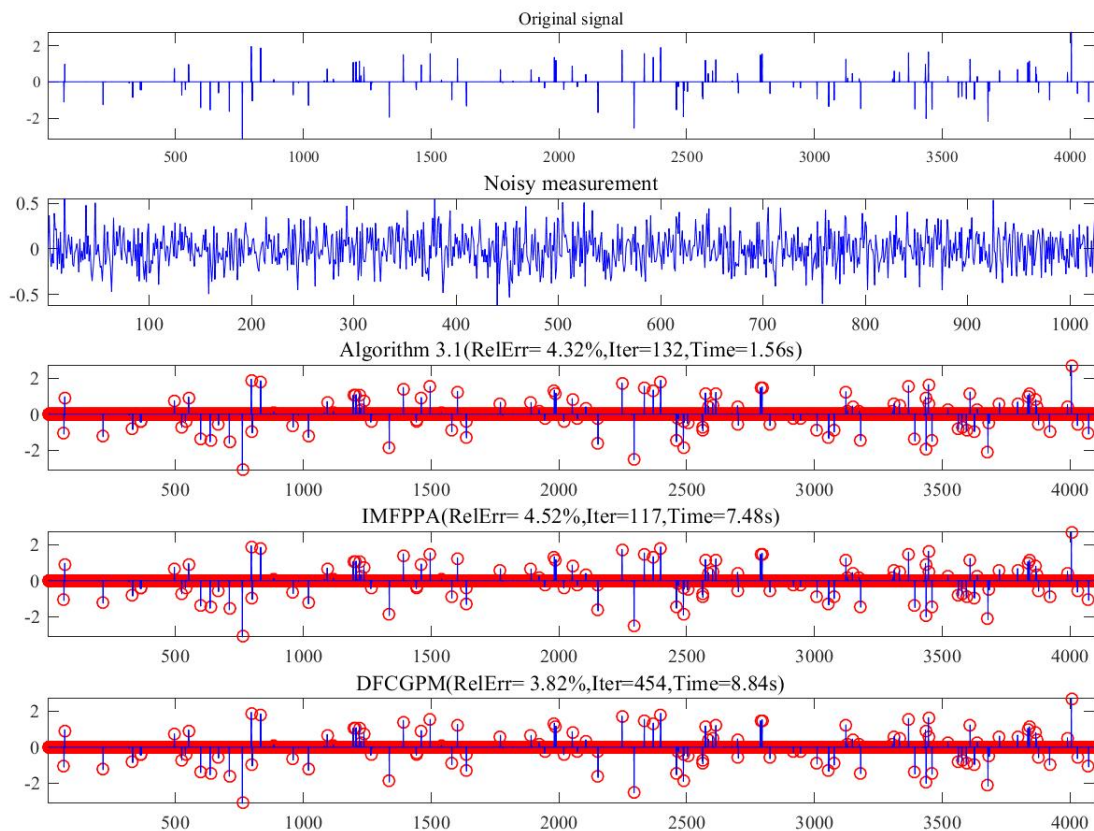 Original signal
2
0
-2
500 1000 1500 2000 2500 3000 3500 4000
Noisy measurement
0.5
0
-0.5
100 200 300 400 500 600 700 800 900 1000
Algorithm 3.1(RelErr= 4.32%,Iter=132,Time=1.56s)
2
0
-2
500 1000 1500 2000 2500 3000 3500 4000
IMFPPA(RelErr= 4.52%,Iter=117,Time=7.48s)
2
0
-2
500 1000 1500 2000 2500 3000 3500 4000
DFCGPM(RelErr= 3.82%,Iter=454,Time=8.84s)
2
0
-2
500 1000 1500 2000 2500 3000 3500 4000